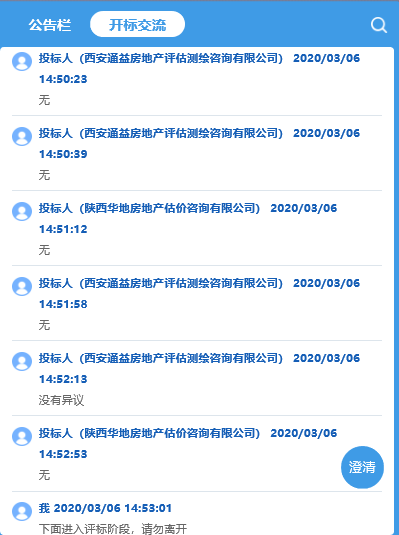 公告栏 开标交流
投标人（西安通益房地产评估测绘咨询有限公司） 2020/03/06
14:50:23
无
投标人（西安通益房地产评估测绘咨询有限公司） 2020/03/06
14:50:39
无
投标人（陕西华地房地产估价咨询有限公司） 2020/03/06
14:51:12
无
投标人（西安通益房地产评估测绘咨询有限公司） 2020/03/06
14:51:58
无
投标人（西安通益房地产评估测绘咨询有限公司） 2020/03/06
14:52:13
没有异议
投标人（陕西华地房地产估价咨询有限公司） 2020/03/06
14:52:53
无
澄清
我 2020/03/06 14:53:01
下面进入评标阶段，请勿离开